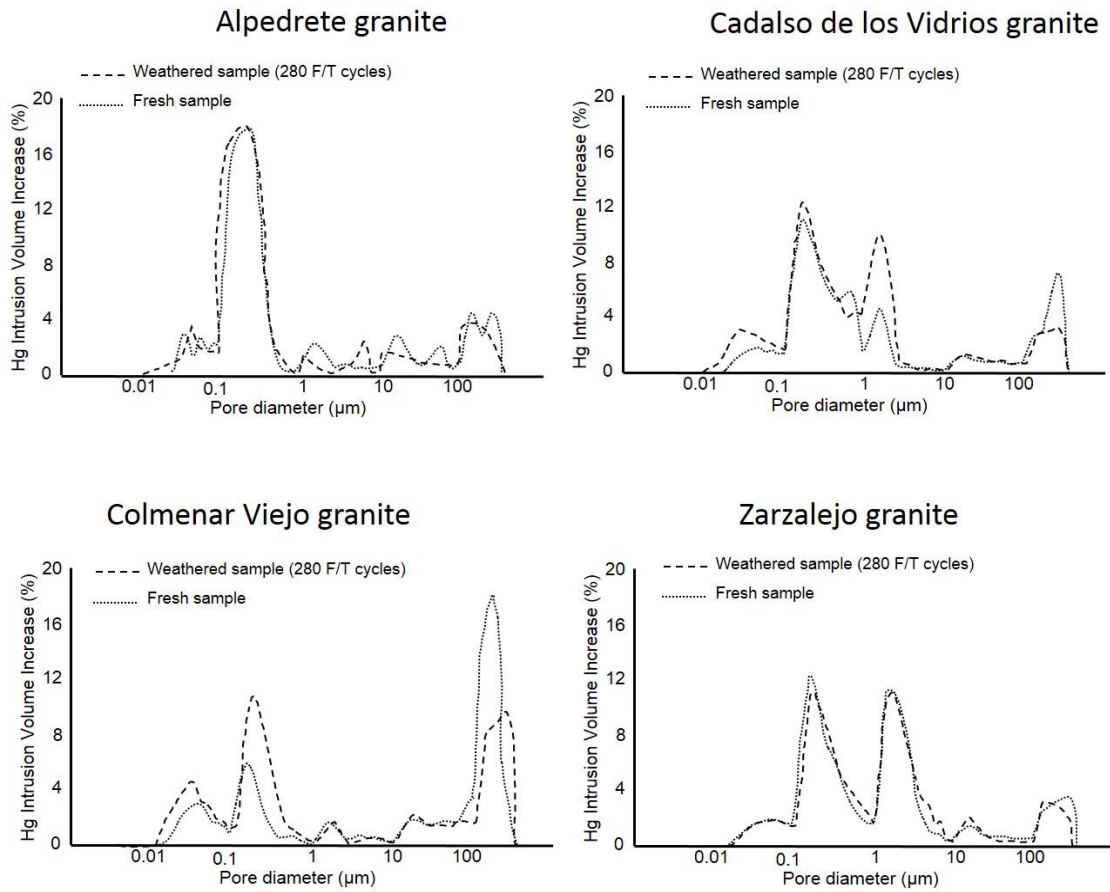 Alpedrete granite
Weathered sample (280 F/T cycles)
Fresh sample
Hg Intrusion Volume Increase (%)
20
16
12
8
4
0
0.01 0.1 1 10 100
Pore diameter (µm)
Cadalso de los Vidrios granite
Weathered sample (280 F/T cycles)
Fresh sample
Hg Intrusion Volume Increase (%)
20
16
12
8
4
0
0.01 0.1 1 10 100
Pore diameter (µm)
Colmenar Viejo granite
Weathered sample (280 F/T cycles)
Fresh sample
Hg Intrusion Volume Increase (%)
20
16
12
8
4
0
0.01 0.1 1 10 100
Pore diameter (µm)
Zarzalejo granite
Weathered sample (280 F/T cycles)
Fresh sample
Hg Intrusion Volume Increase (%)
20
16
12
8
4
0
0.01 0.1 1 10 100
Pore diameter (µm)